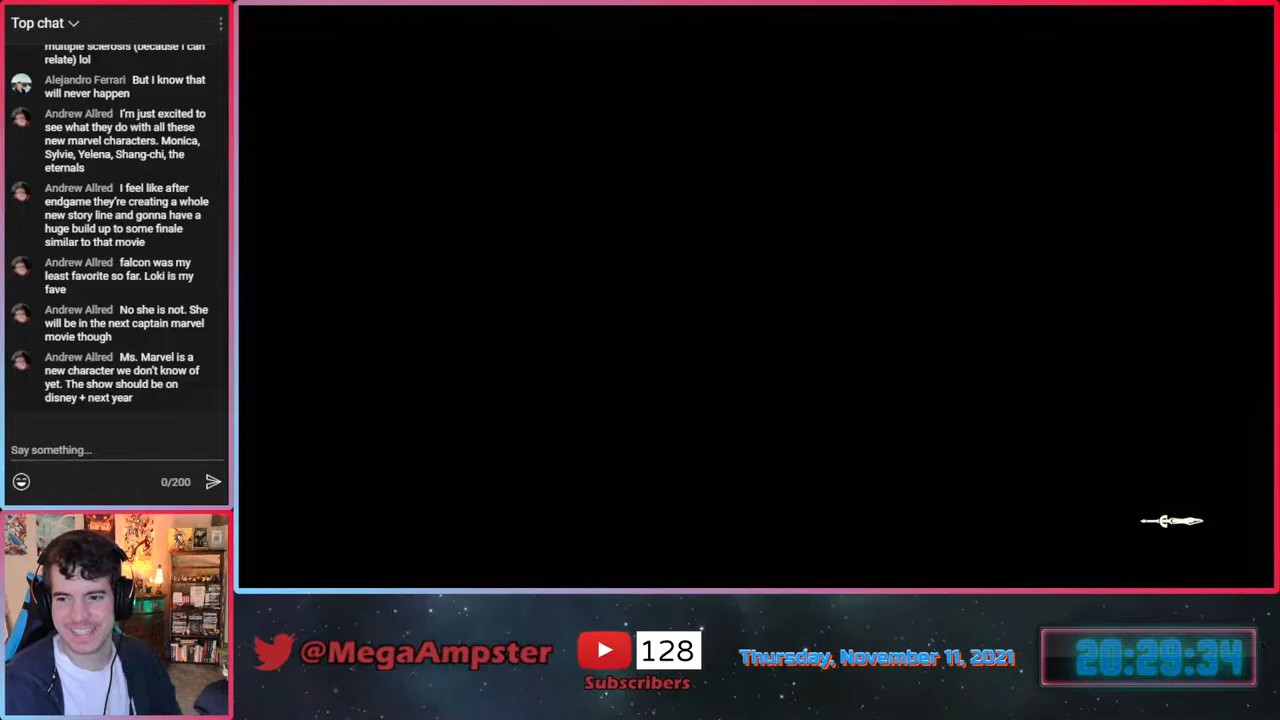 Top chat
multiple sclerosis (because I can
relate) lol
Alejandro Ferrari But I know that
will never happen
Andrew Allred I'm just excited to
see what they do with all these
new marvel characters. Monica,
Sylvie, Yelena, Shang-chi, the
eternals
Andrew Allred I feel like after
endgame they're creating a whole
new story line and gonna have a
huge build up to some finale
similar to that movie
Andrew Allred falcon was my
least favorite so far. Loki is my
fave
Andrew Allred No she is not. She
will be in the next captain marvel
movie though
Andrew Allred Ms. Marvel is a
new character we don't know of
yet. The show should be on
disney + next year
Say something...
0/200
@MegaAmpster
128
Subscribers
Thursday, November 11, 2021
20:29:34